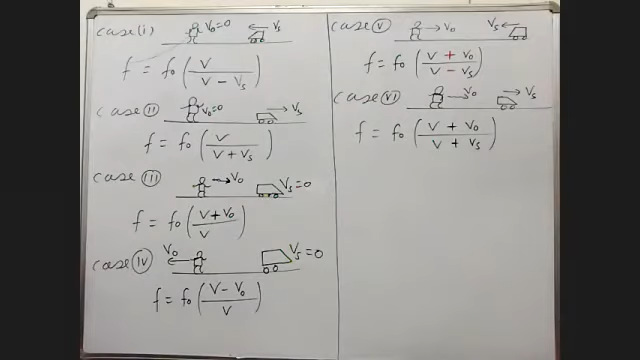 case (i) V₀=0 Vₛ
f = f₀ ( V / V - Vₛ )
case (ii) V₀=0 → Vₛ
f = f₀ ( V / V + Vₛ )
case (iii) → V₀ Vₛ=0
f = f₀ ( V + V₀ / V )
case (iv) V₀ Vₛ=0
f = f₀ ( V - V₀ / V )
case (v) → V₀ Vₛ ←
f = f₀ ( V + V₀ / V - Vₛ )
case (vi) → V₀ → Vₛ
f = f₀ ( V + V₀ / V + Vₛ )